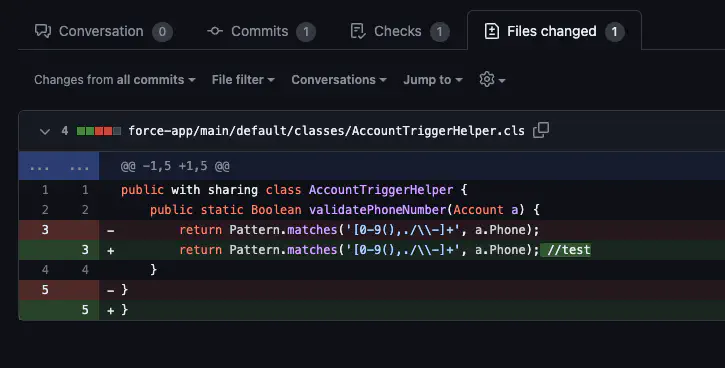 Conversation 0 Commits 1 Checks 1 Files changed 1
Changes from all commits File filter Conversations Jump to
4 force-app/main/default/classes/AccountTriggerHelper.cls
... ... @@ -1,5 +1,5 @@
1 1 public with sharing class AccountTriggerHelper {
2 2 public static Boolean validatePhoneNumber(Account a) {
3 - return Pattern.matches('[0-9(),./\\-]+', a.Phone);
3 + return Pattern.matches('[0-9(),./\\-]+', a.Phone); //test
4 4 }
5 - }
5 + }